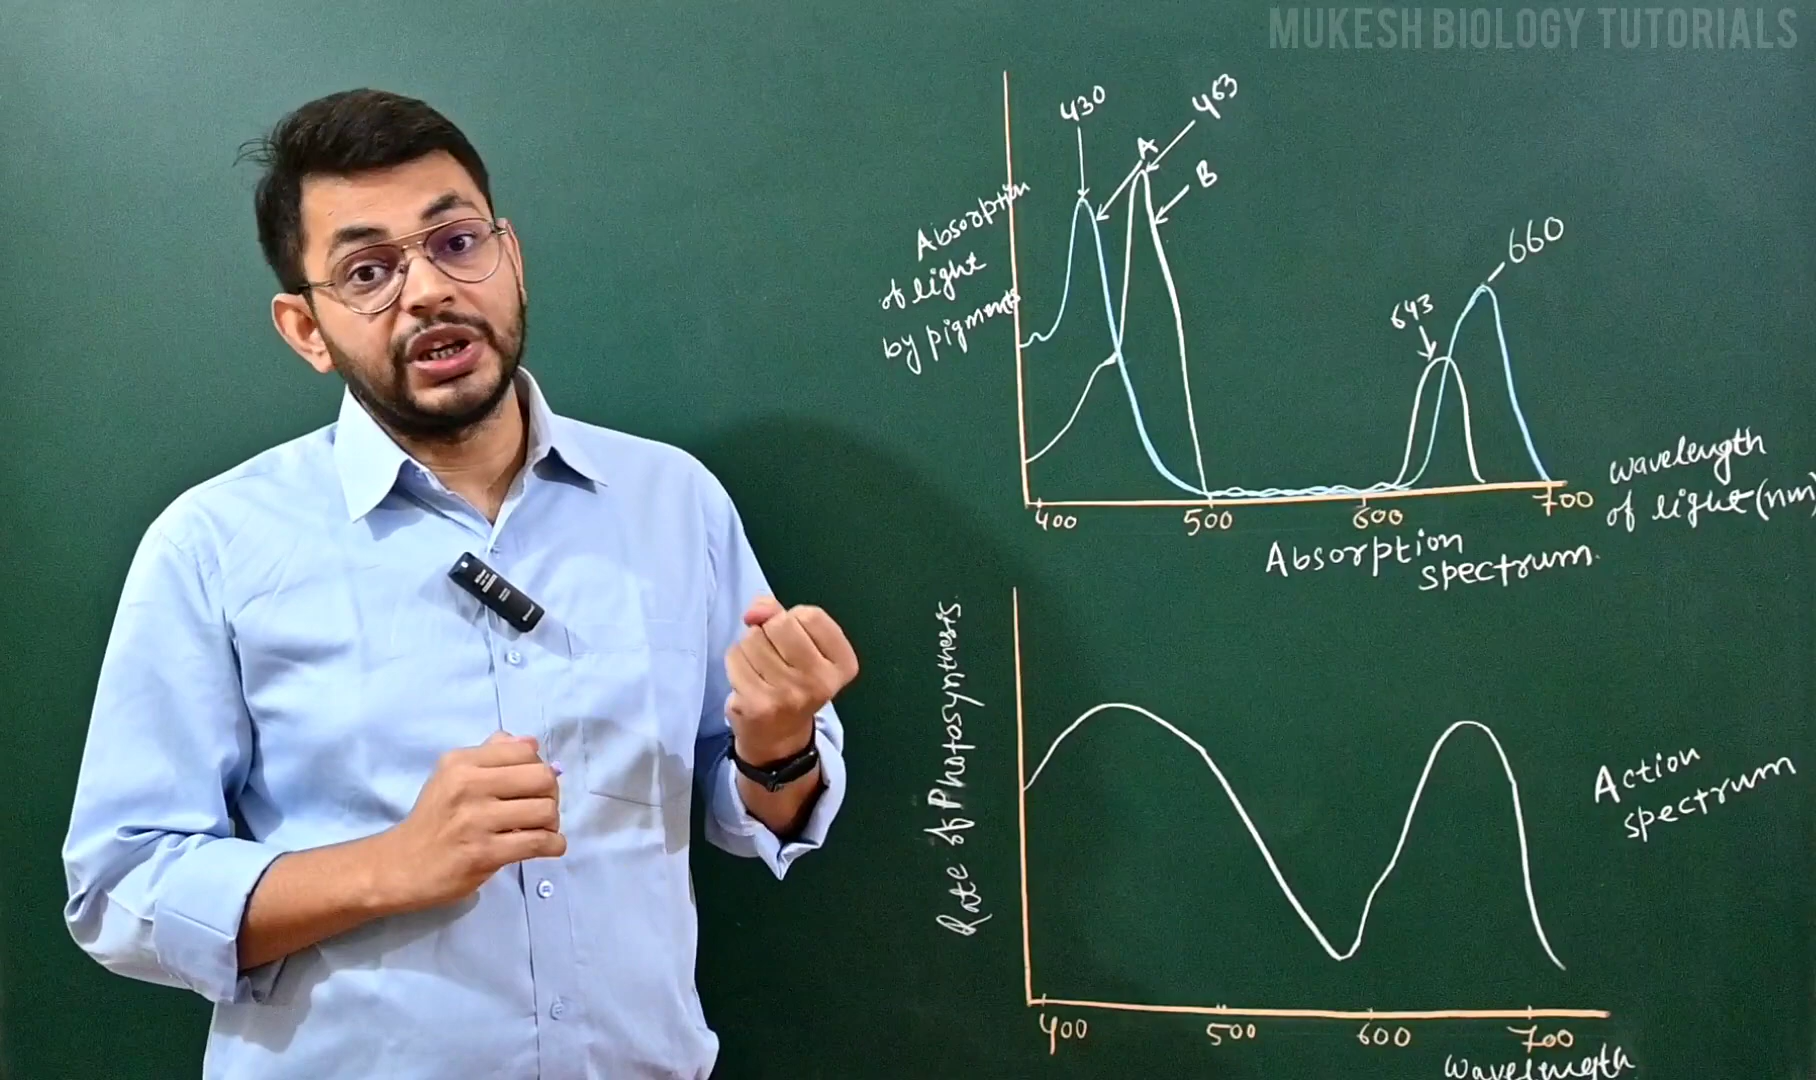 MUKESH BIOLOGY TUTORIALS
430
463
A
B
Absorption
of light
by pigments
660
643
wavelength
of light (nm)
400
500
600
700
Absorption
spectrum.
Rate of Photosynthesis.
Action
spectrum
400
500
600
700
wavelength